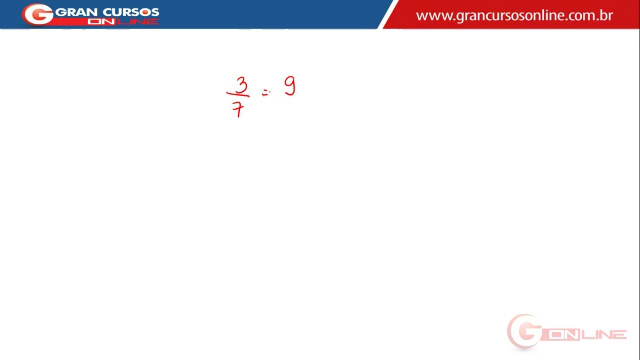 GRAN CURSOS
ONLINE
www.grancursosonline.com.br
3/7 = 9
G ONLINE